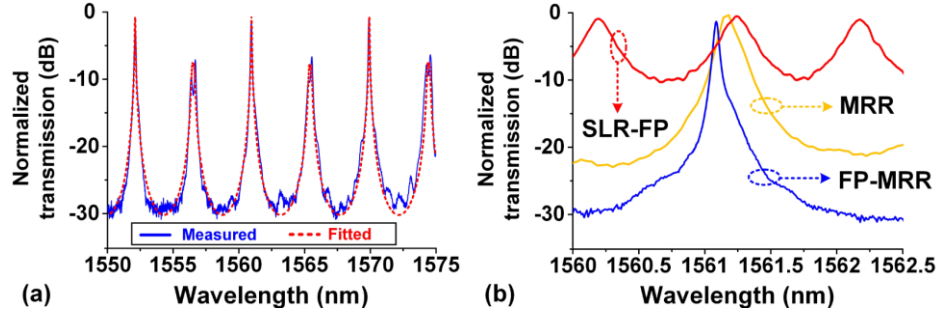 Normalized
transmission (dB)
0
-10
-20
-30
Measured
Fitted
1550
1555
1560
1565
1570
1575
(a)
Wavelength (nm)
Normalized
transmission (dB)
0
-10
-20
-30
SLR-FP
MRR
FP-MRR
1560
1560.5
1561
1561.5
1562
1562.5
(b)
Wavelength (nm)